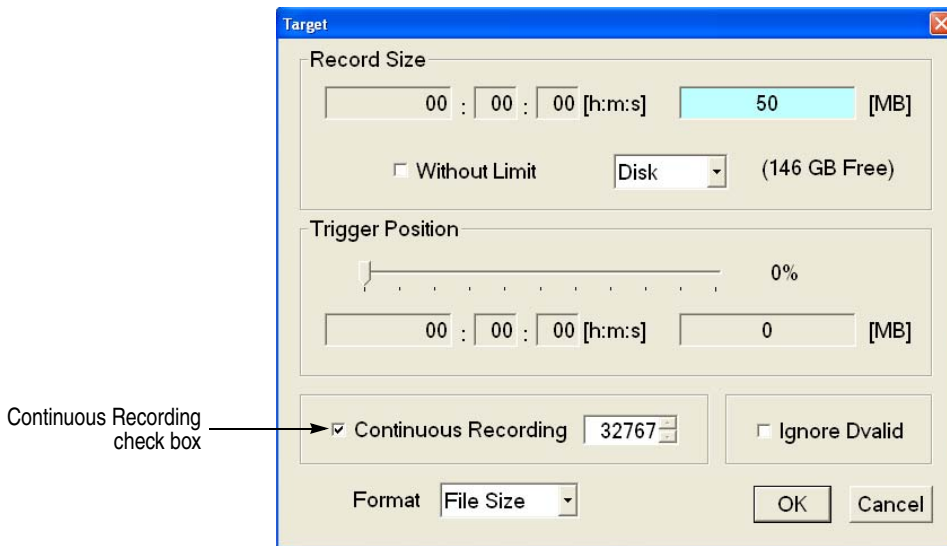 Target
Record Size
00 : 00 : 00 [h:m:s] 50 [MB]
Without Limit Disk (146 GB Free)
Trigger Position
0%
00 : 00 : 00 [h:m:s] 0 [MB]
Continuous Recording
check box
Continuous Recording 32767 Ignore Dvalid
Format File Size OK Cancel